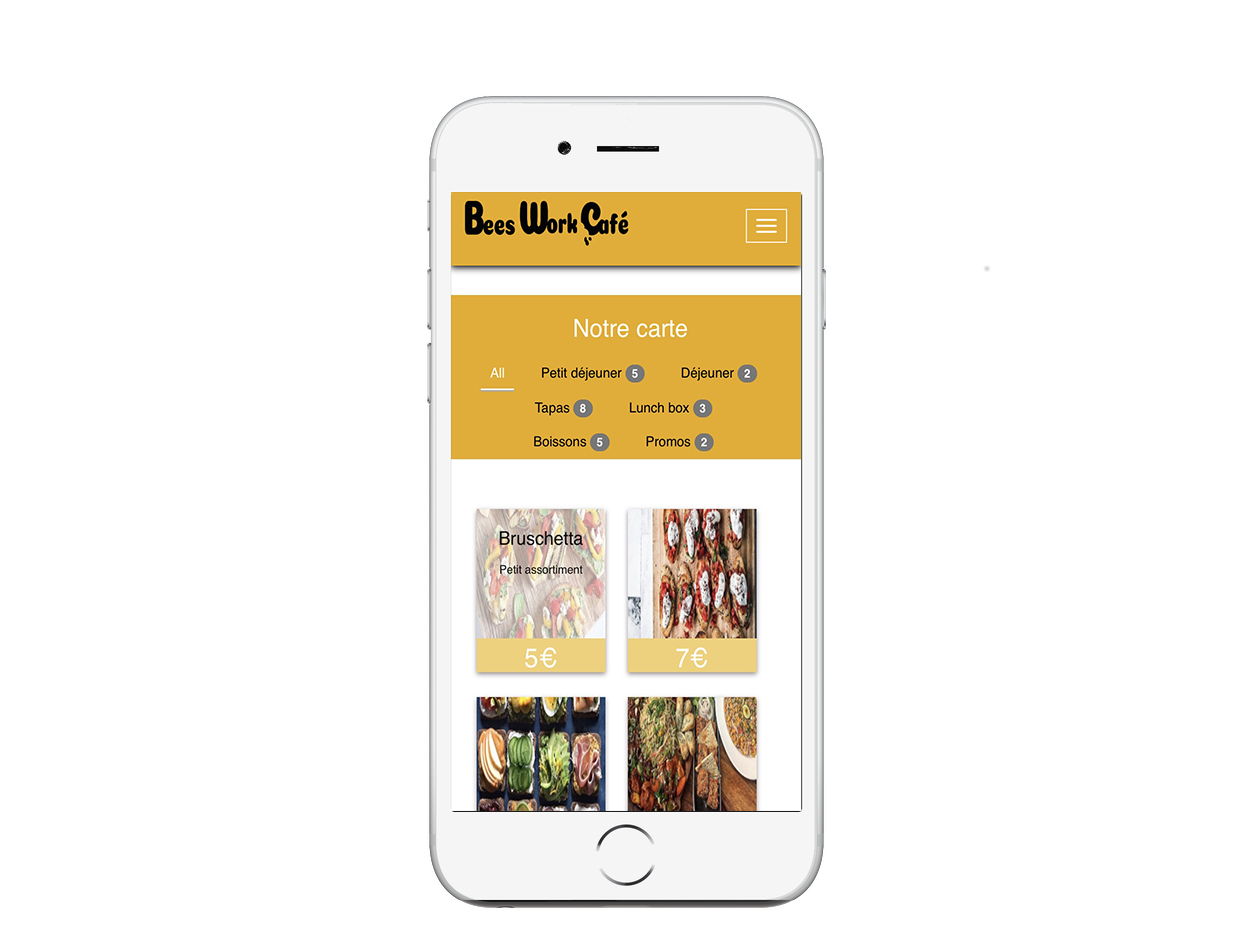 Bees Work Café
Notre carte
All Petit déjeuner 5 Déjeuner 2
Tapas 8 Lunch box 3
Boissons 5 Promos 2
Bruschetta
Petit assortiment
5€ 7€